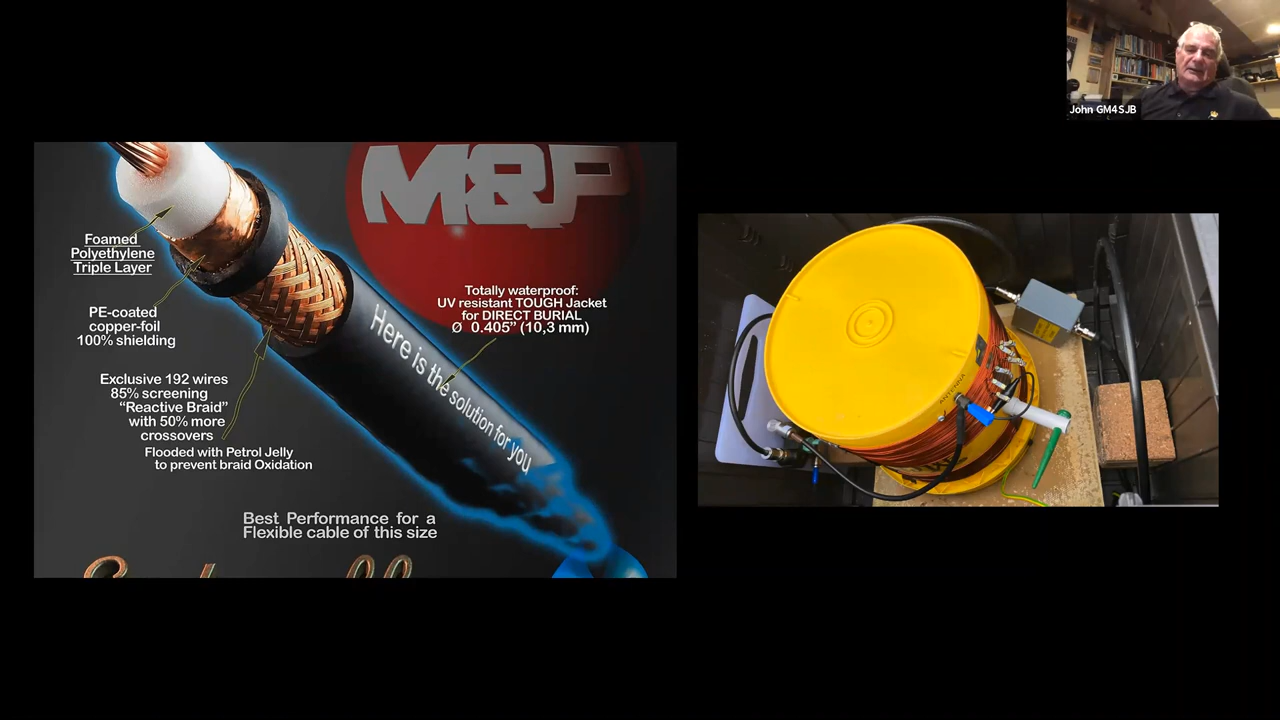 John GM4SJB
M&P
Foamed
Polyethylene
Triple Layer
PE-coated
copper-foil
100% shielding
Totally waterproof:
UV resistant TOUGH Jacket
for DIRECT BURIAL
Ø 0.405” (10,3 mm)
Here is the solution for you
Exclusive 192 wires
85% screening
“Reactive Braid”
with 50% more
crossovers
Flooded with Petrol Jelly
to prevent braid Oxidation
Best Performance for a
Flexible cable of this size
ANTENNA